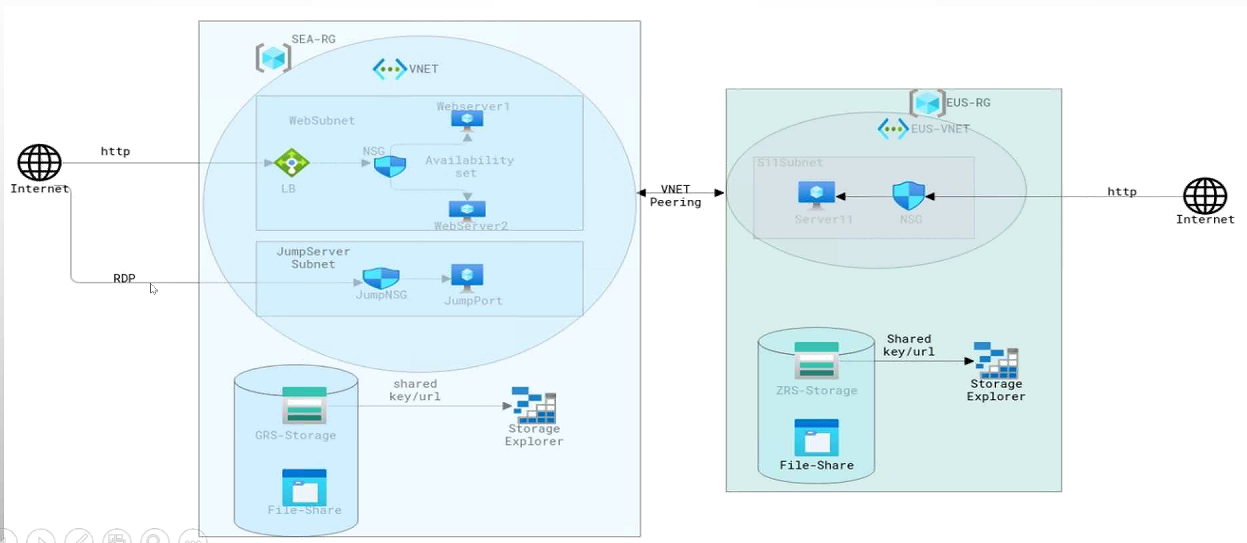 SEA-RG
VNET
WebSubnet
Webserver1
NSG
Availability
set
LB
WebServer2
http
Internet
RDP
JumpServer
Subnet
JumpNSG
JumpPort
shared
key/url
GRS-Storage
Storage
Explorer
File-Share
VNET
Peering
EUS-RG
EUS-VNET
S11Subnet
Server11
NSG
http
Internet
Shared
key/url
ZRS-Storage
Storage
Explorer
File-Share